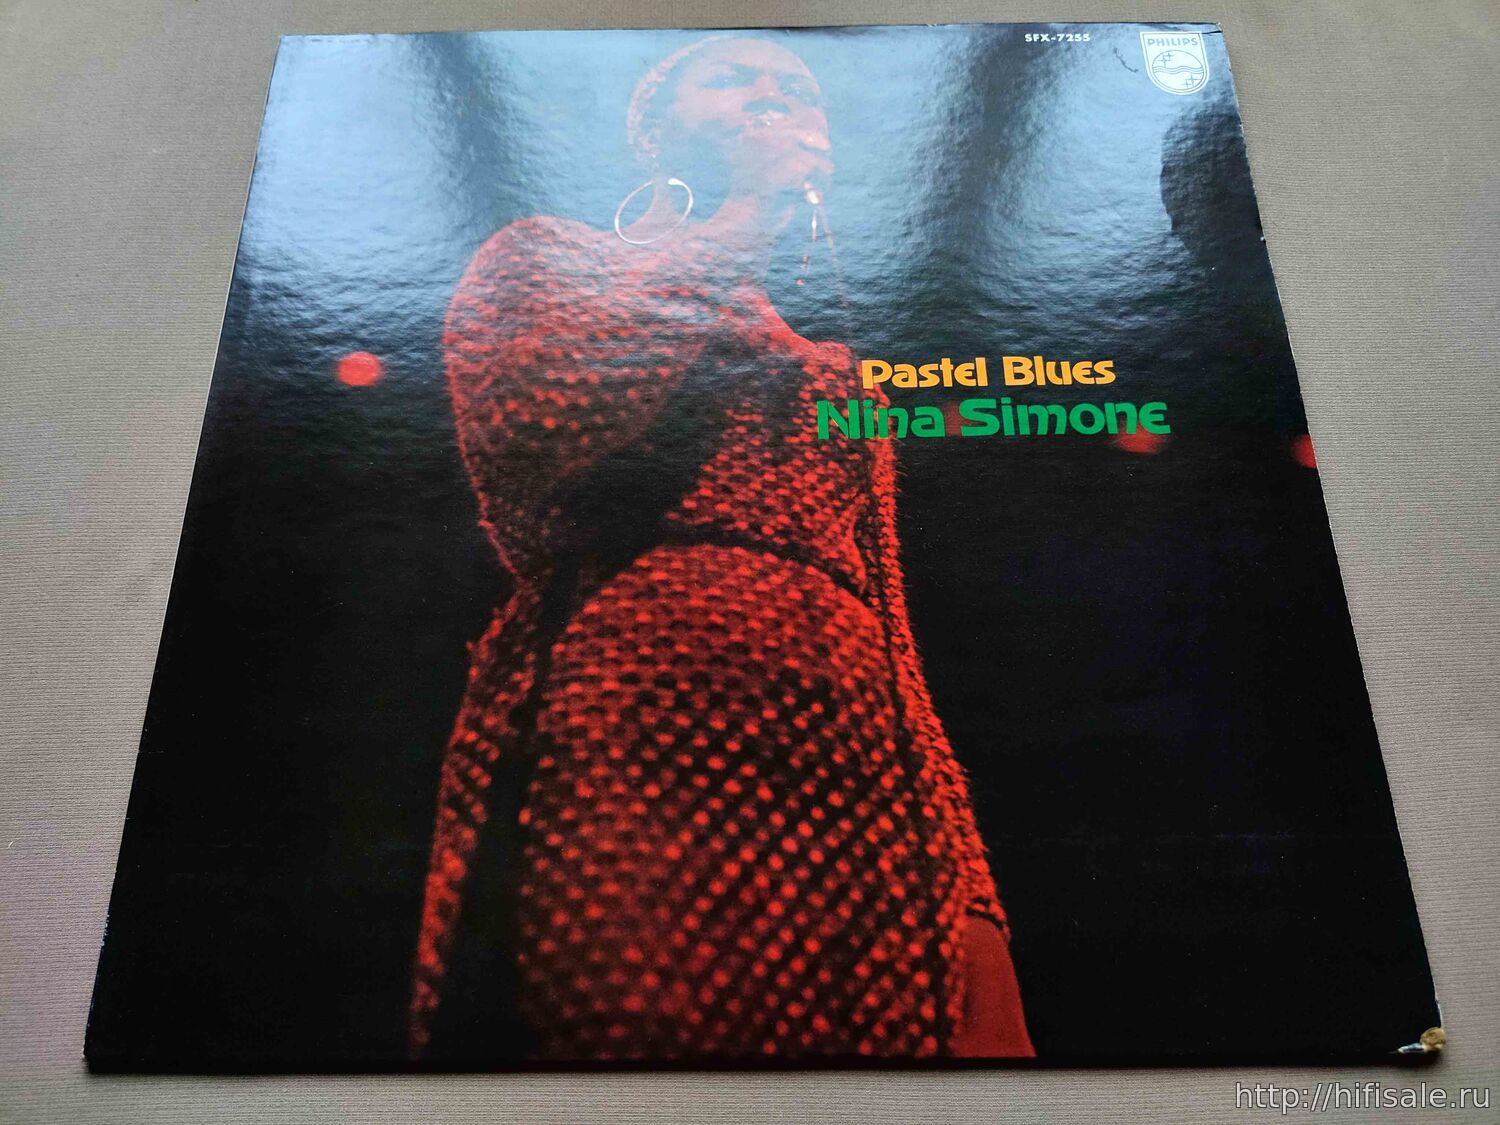 SFX-7255
PHILIPS
Pastel Blues
Nina Simone
http://hifisale.ru